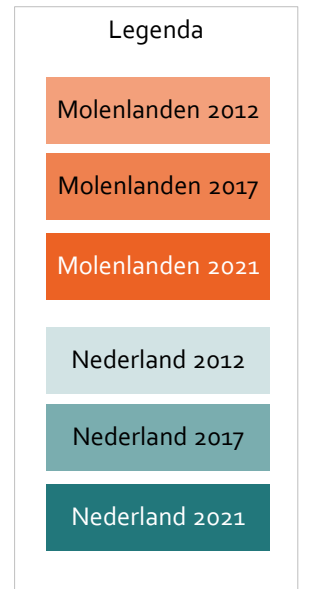 Legenda
Molenlanden 2012
Molenlanden 2017
Molenlanden 2021
Nederland 2012
Nederland 2017
Nederland 2021